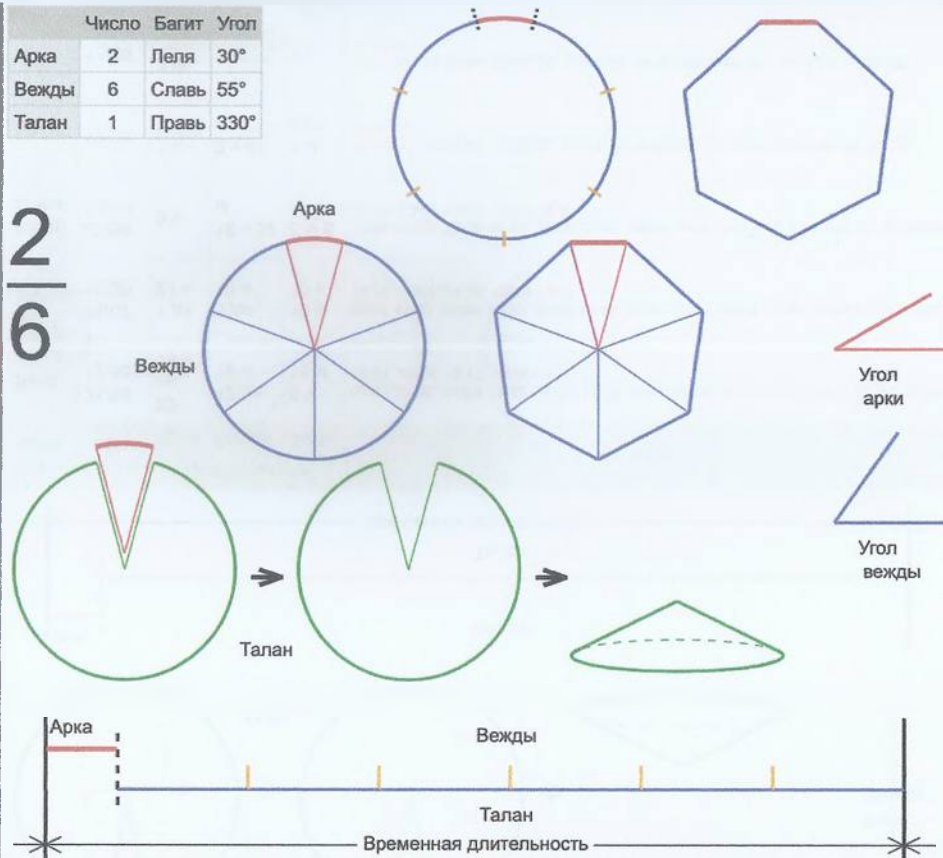 Число Багит Угол
Арка 2 Леля 30°
Вежды 6 Славь 55°
Талан 1 Правь 330°
2
6
Арка
Вежды
Угол
арки
Угол
вежды
Талан
Арка
Вежды
Талан
Временная длительность